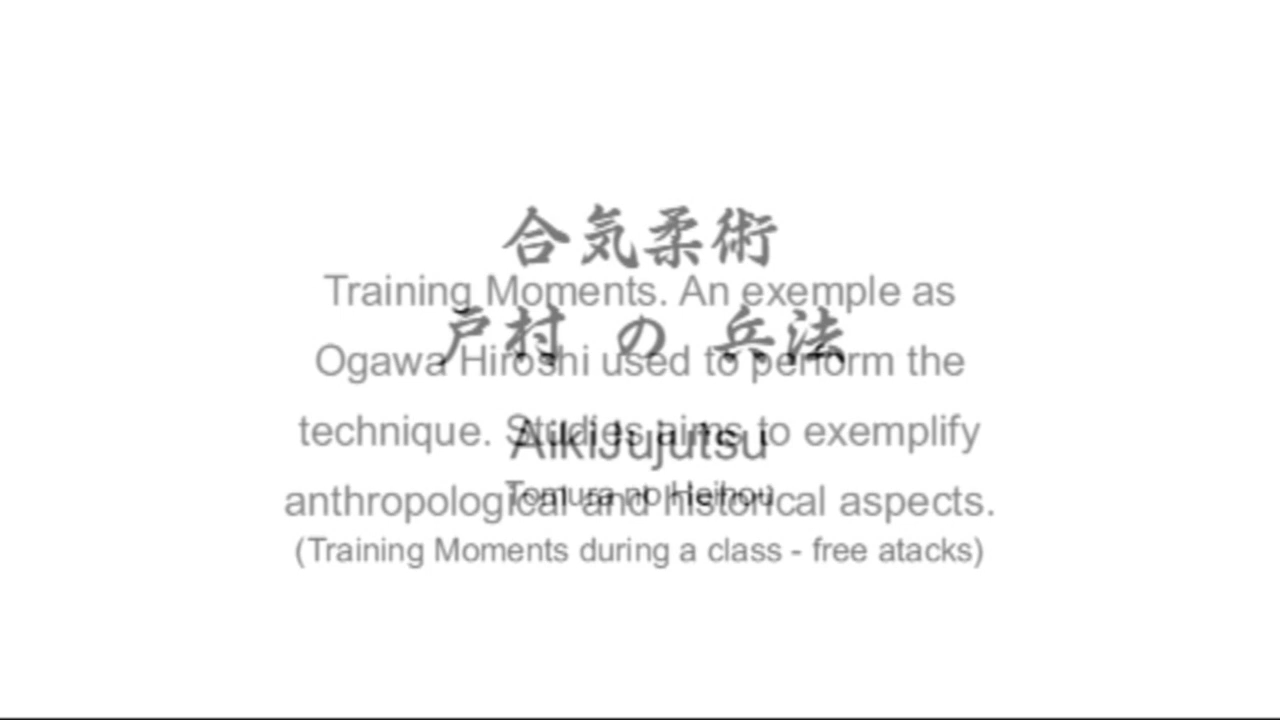 合気柔術
Training Moments. An exemple as
戸村 の 兵法
Ogawa Hiroshi used to perform the
technique. Studies aims to exemplify
AikiJujutsu
Tomura no Heihou
anthropological and historical aspects.
(Training Moments during a class - free atacks)